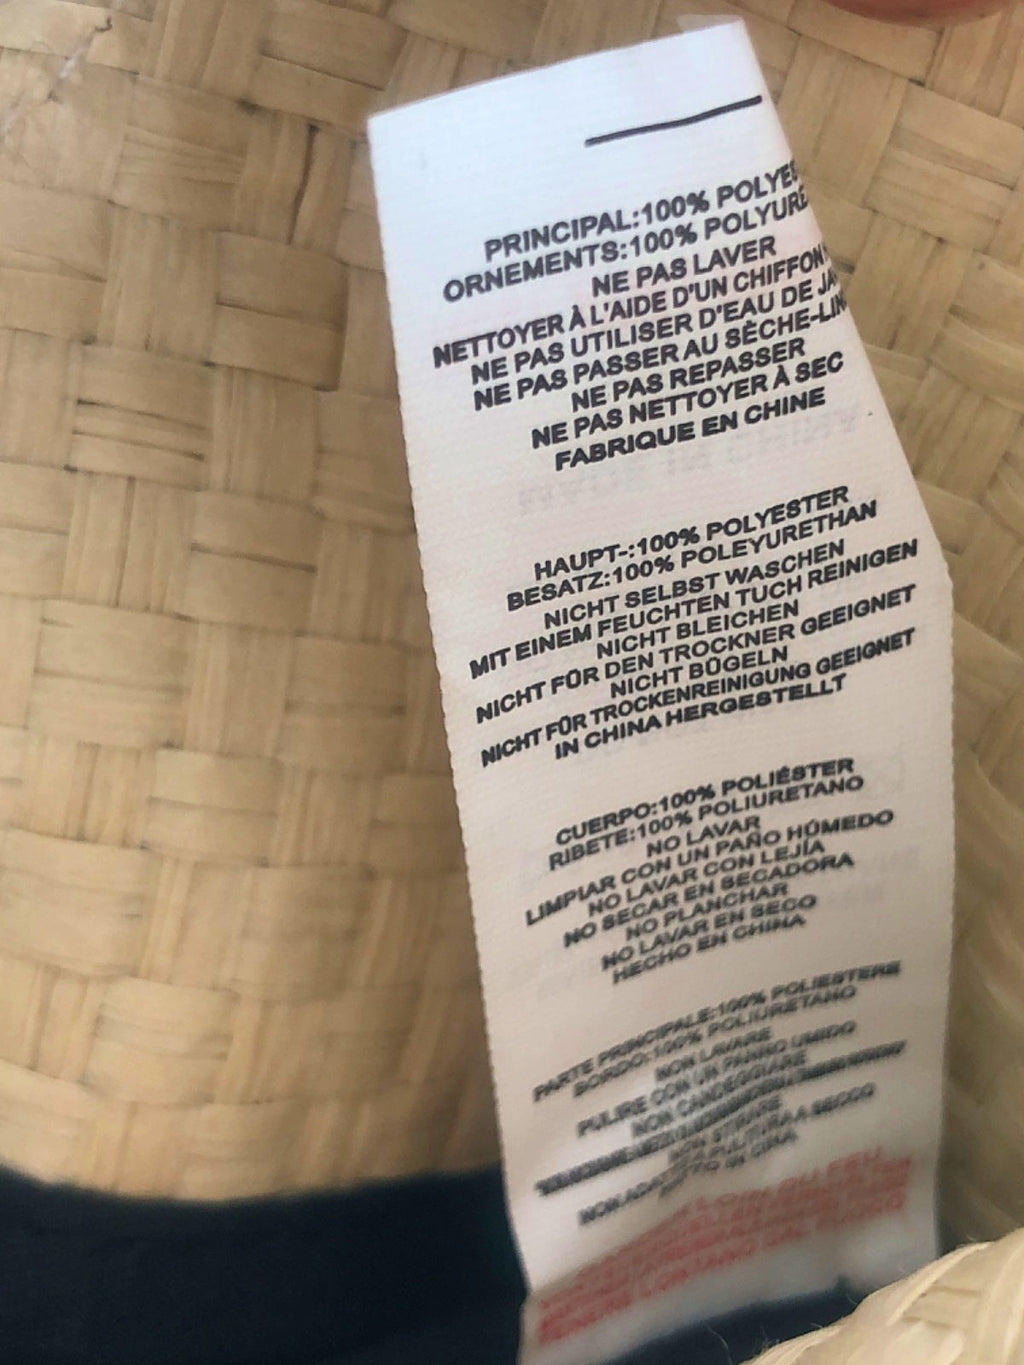 PRINCIPAL:100% POLYES
ORNEMENTS:100% POLYURE
NE PAS LAVER
NETTOYER À L'AIDE D'UN CHIFFON
NE PAS UTILISER D'EAU DE JA
NE PAS PASSER AU SÈCHE-LIN
NE PAS REPASSER
NE PAS NETTOYER À SEC
FABRIQUE EN CHINE
HAUPT-:100% POLYESTER
BESATZ:100% POLEYURETHAN
NICHT SELBST WASCHEN
MIT EINEM FEUCHTEN TUCH REINIGEN
NICHT BLEICHEN
NICHT FÜR DEN TROCKNER GEEIGNET
NICHT BÜGELN
NICHT FÜR TROCKENREINIGUNG GEEIGNET
IN CHINA HERGESTELLT
CUERPO:100% POLIÉSTER
RIBETE:100% POLIURETANO
NO LAVAR
LIMPIAR CON UN PAÑO HÚMEDO
NO LAVAR CON LEJÍA
NO SECAR EN SECADORA
NO PLANCHAR
NO LAVAR EN SECO
HECHO EN CHINA
PARTE PRINCIPALE:100% POLIESTERE
BORDO:100% POLIURETANO
NON LAVARE
PULIRE CON UN PANNO UMIDO
NON CANDEGGIARE
NON STIRARE